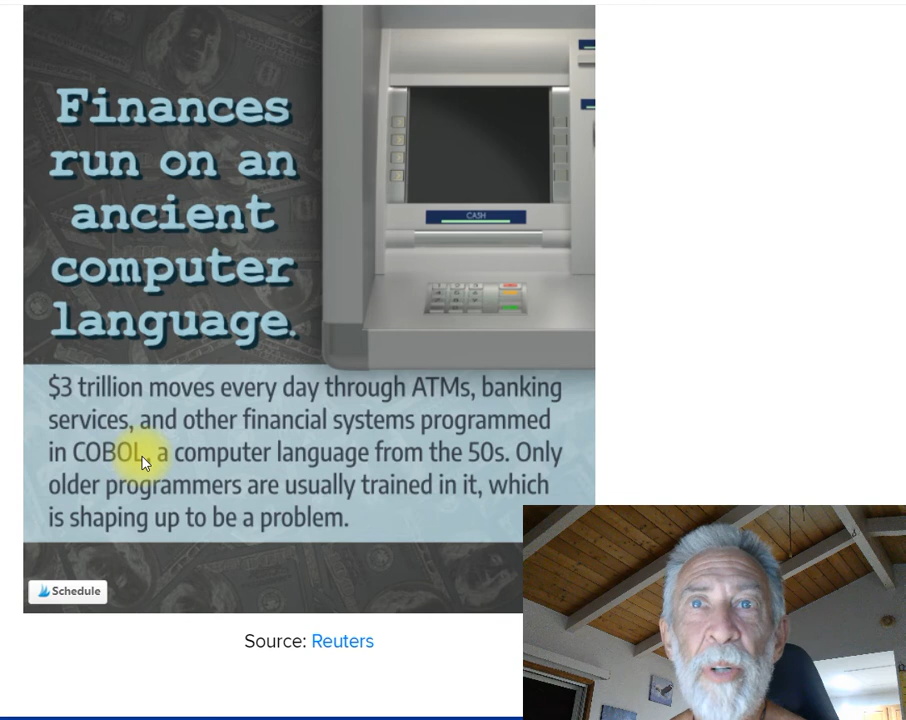 Finances
run on an
ancient
computer
language.
CASH
$3 trillion moves every day through ATMs, banking
services, and other financial systems programmed
in COBOL, a computer language from the 50s. Only
older programmers are usually trained in it, which
is shaping up to be a problem.
Schedule
Source: Reuters